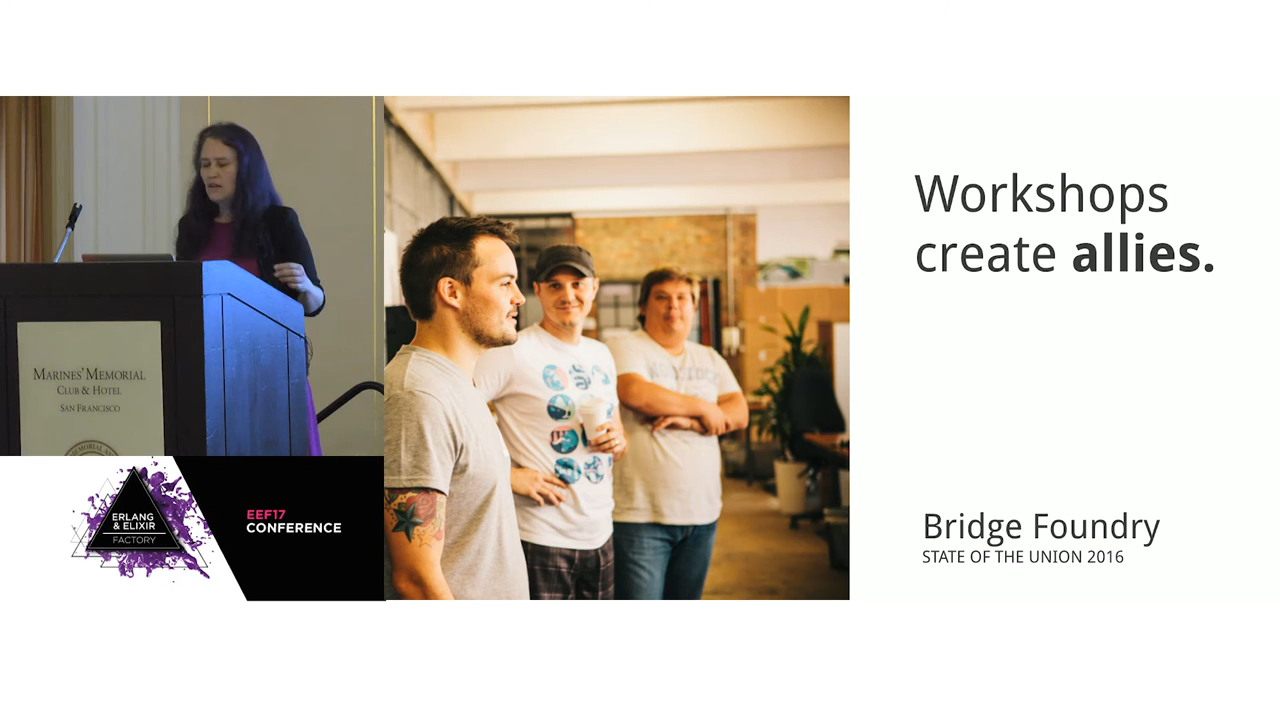 MARINES' MEMORIAL
CLUB & HOTEL
SAN FRANCISCO
ERLANG
& ELIXIR
FACTORY
EEF17
CONFERENCE
Workshops
create allies.
Bridge Foundry
STATE OF THE UNION 2016